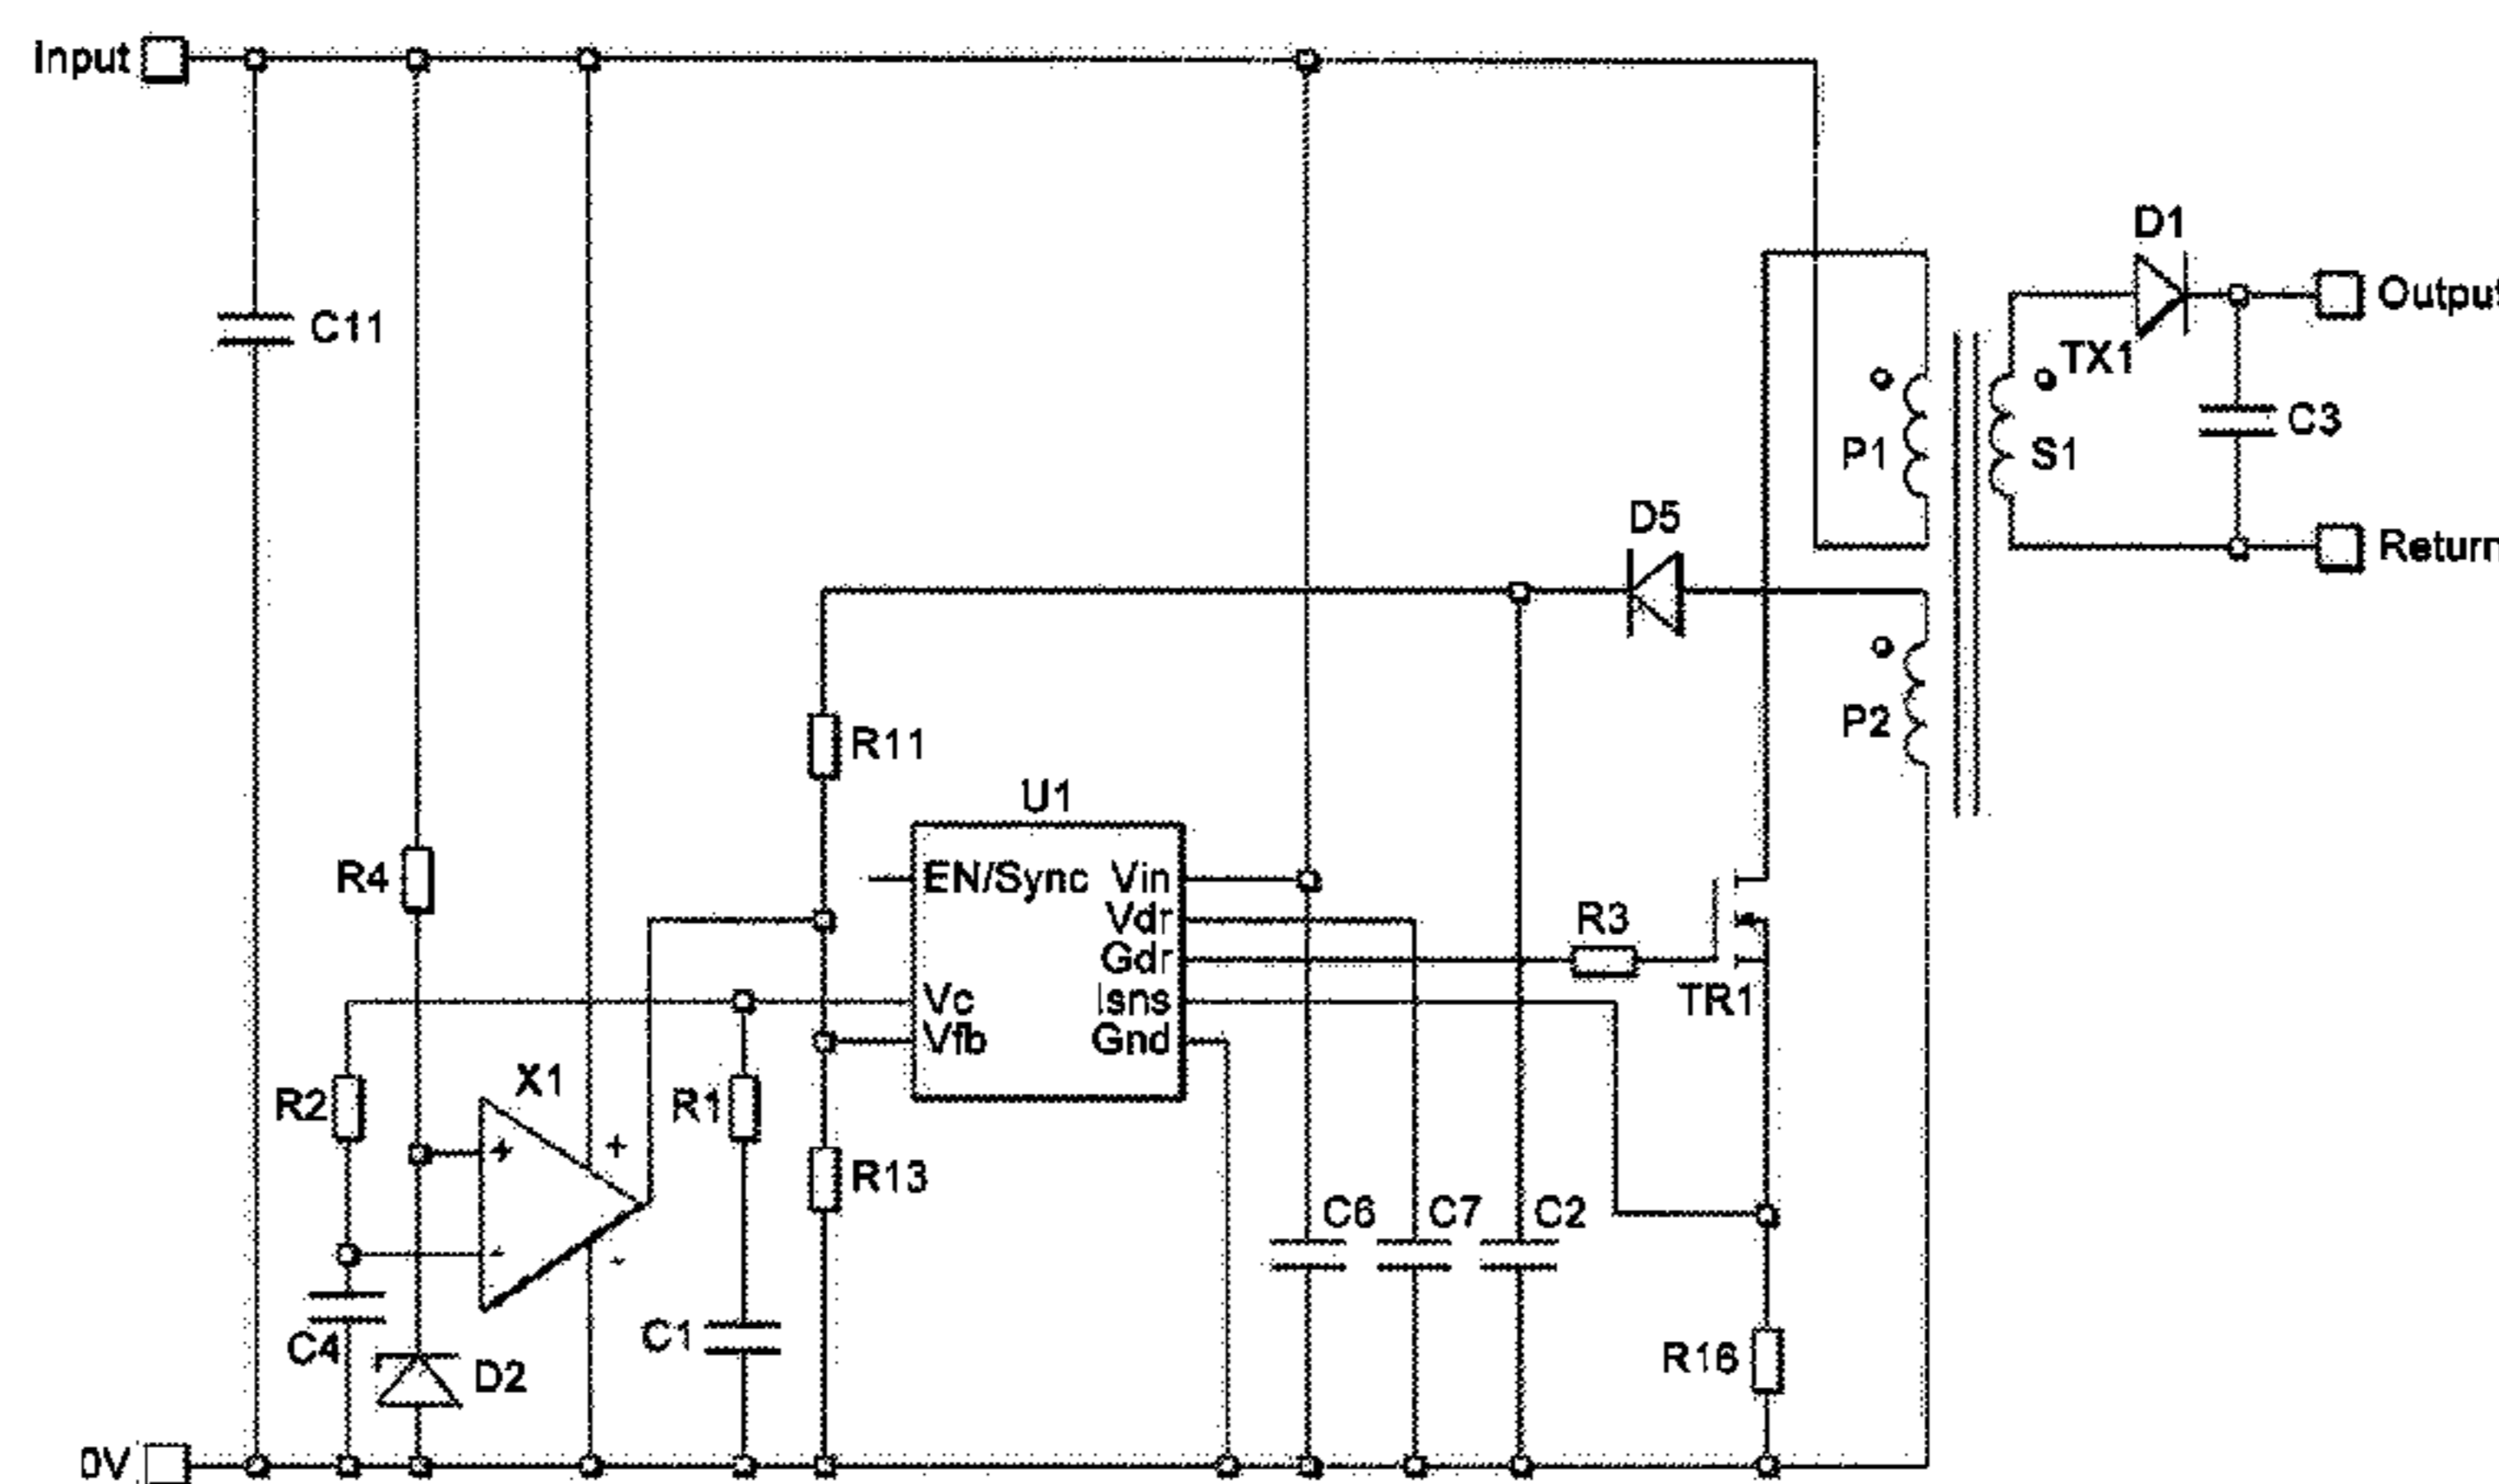 Input
D1
Output
TX1
C11
C3
P1
S1
D5
Return
P2
R11
U1
R4
EN/Sync Vin
Vdr
R3
Gdr
Vc Isns
TR1
Vfb Gnd
X1
R2
R1
+
+
R13
C6
C7
C2
-
-
C4
C1
D2
R16
0V